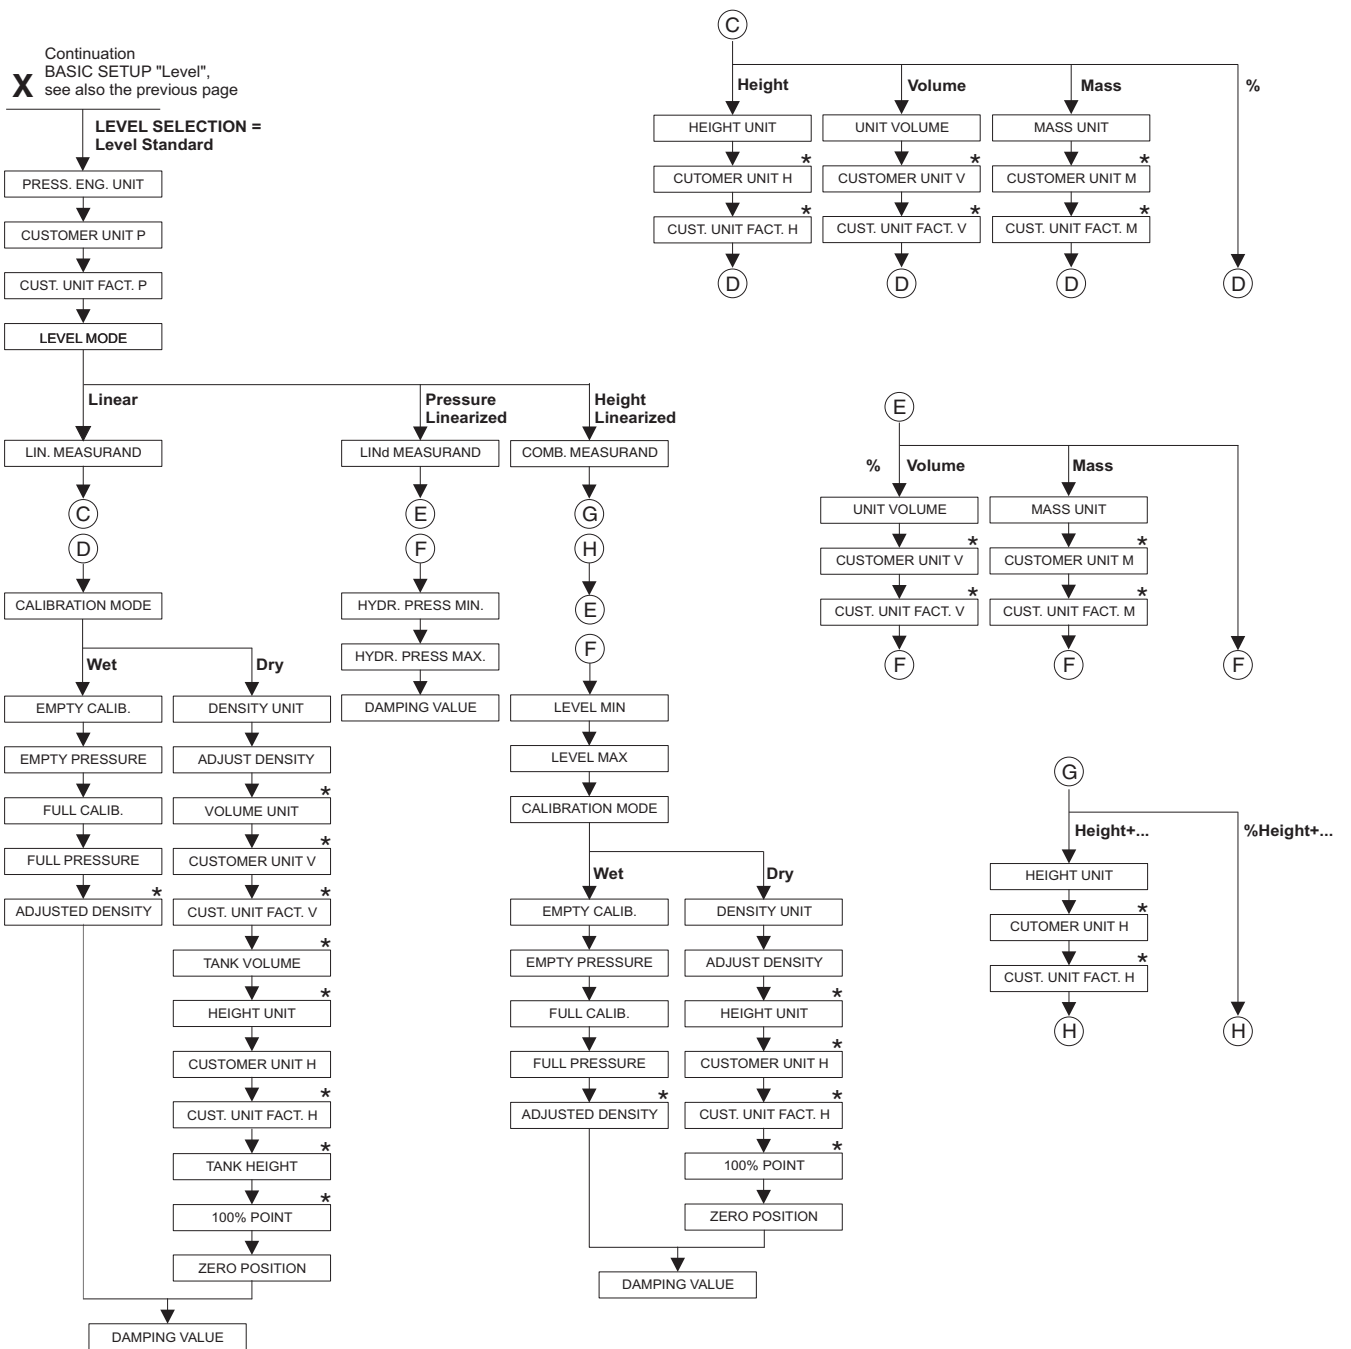 X
Continuation
BASIC SETUP "Level",
see also the previous page
LEVEL SELECTION =
Level Standard
PRESS. ENG. UNIT
CUSTOMER UNIT P
CUST. UNIT FACT. P
LEVEL MODE
Linear
Pressure
Linearized
Height
Linearized
LIN. MEASURAND
LINd MEASURAND
COMB. MEASURAND
C
D
CALIBRATION MODE
Wet
Dry
EMPTY CALIB.
EMPTY PRESSURE
FULL CALIB.
FULL PRESSURE
*
ADJUSTED DENSITY
DENSITY UNIT
ADJUST DENSITY
*
VOLUME UNIT
*
CUSTOMER UNIT V
*
CUST. UNIT FACT. V
*
TANK VOLUME
*
HEIGHT UNIT
CUSTOMER UNIT H
*
CUST. UNIT FACT. H
*
TANK HEIGHT
*
100% POINT
ZERO POSITION
DAMPING VALUE
E
F
HYDR. PRESS MIN.
HYDR. PRESS MAX.
DAMPING VALUE
G
H
E
F
LEVEL MIN
LEVEL MAX
CALIBRATION MODE
Wet
Dry
EMPTY CALIB.
EMPTY PRESSURE
FULL CALIB.
FULL PRESSURE
*
ADJUSTED DENSITY
DENSITY UNIT
ADJUST DENSITY
*
HEIGHT UNIT
*
CUSTOMER UNIT H
*
CUST. UNIT FACT. H
*
100% POINT
ZERO POSITION
DAMPING VALUE
C
Height
Volume
Mass
%
HEIGHT UNIT
*
CUTOMER UNIT H
*
CUST. UNIT FACT. H
D
UNIT VOLUME
*
CUSTOMER UNIT V
*
CUST. UNIT FACT. V
D
MASS UNIT
*
CUSTOMER UNIT M
*
CUST. UNIT FACT. M
D
D
E
% Volume
Mass
UNIT VOLUME
*
CUSTOMER UNIT V
*
CUST. UNIT FACT. V
F
MASS UNIT
*
CUSTOMER UNIT M
*
CUST. UNIT FACT. M
F
F
G
Height+...
%Height+...
HEIGHT UNIT
*
CUTOMER UNIT H
*
CUST. UNIT FACT. H
H
H